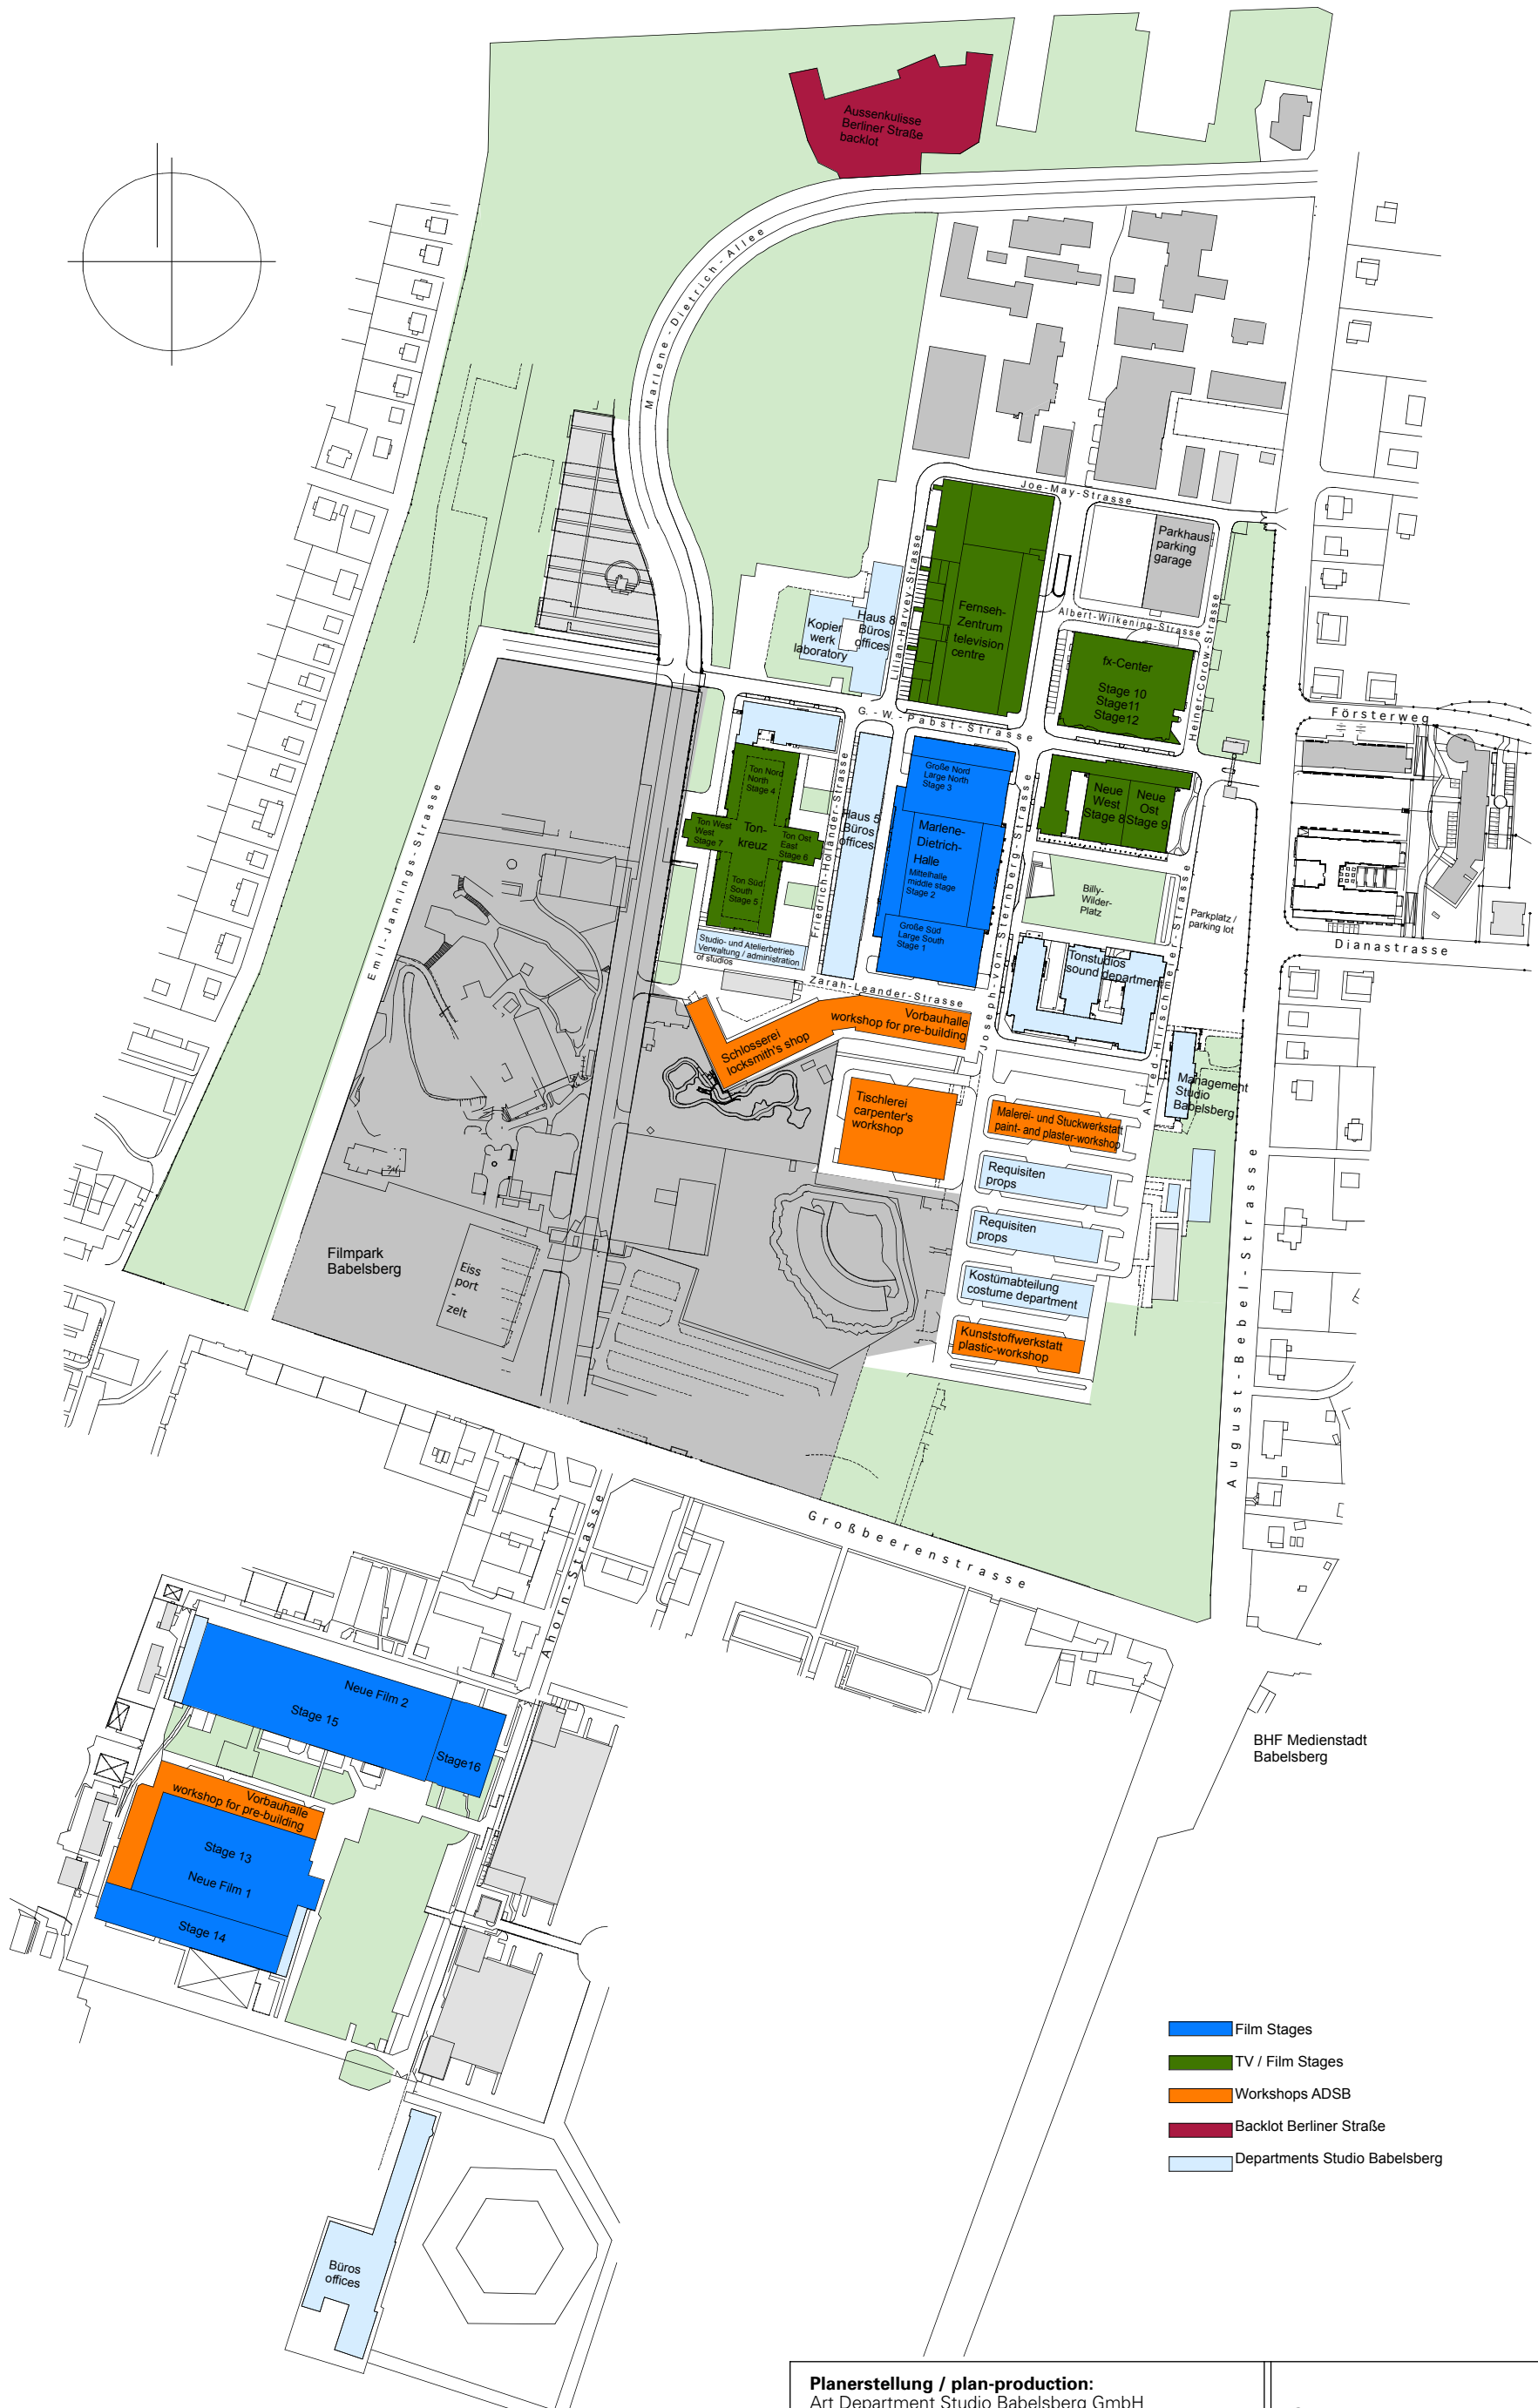 Aussenkulisse
Berliner Straße
backlot
Marlene-Dietrich-Allee
Joe-May-Strasse
Parkhaus
parking
garage
Lilian-Harvey-Strasse
Fernseh-
Zentrum
television
centre
Haus 8
Büros
offices
Kopier
werk
laboratory
Albert-Wilkening-Strasse
Heiner-Corow-Strasse
fx-Center
Stage 10
Stage11
Stage12
G.-W.-Pabst-Strasse
Försterweg
Ton Nord
North
Stage 4
Ton West
West
Stage 7
Ton-
kreuz
Ton Ost
East
Stage 6
Ton Süd
South
Stage 5
Friedrich-Holländer-Strasse
Haus 5
Büros
offices
Große Nord
Large North
Stage 3
Marlene-
Dietrich-
Halle
Mittelhalle
middle stage
Stage 2
Große Süd
Large South
Stage 1
Joseph-von-Sternberg-Strasse
Neue
West
Stage 8
Neue
Ost
Stage 9
Billy-
Wilder-
Platz
Parkplatz /
parking lot
Dianastrasse
Emil-Jannings-Strasse
Studio- und Atelierbetrieb
Verwaltung / administration
of studios
Zarah-Leander-Strasse
Tonstudios
sound department
Alfred-Hirschmeier-Strasse
Vorbauhalle
workshop for pre-building
Schlosserei
locksmith's shop
Tischlerei
carpenter's
workshop
Management
Studio
Babelsberg
Malerei- und Stuckwerkstatt
paint- and plaster-workshop
Requisiten
props
Requisiten
props
Kostümabteilung
costume department
Kunststoffwerkstatt
plastic-workshop
Filmpark
Babelsberg
Eiss
port
-
zelt
August-Bebel-Strasse
Großbeerenstrasse
Ahorn-Strasse
Neue Film 2
Stage 15
Stage16
Vorbauhalle
workshop for pre-building
Stage 13
Neue Film 1
Stage 14
BHF Medienstadt
Babelsberg
Film Stages
TV / Film Stages
Workshops ADSB
Backlot Berliner Straße
Departments Studio Babelsberg
Büros
offices
Planerstellung / plan-production:
Art Department Studio Babelsberg GmbH